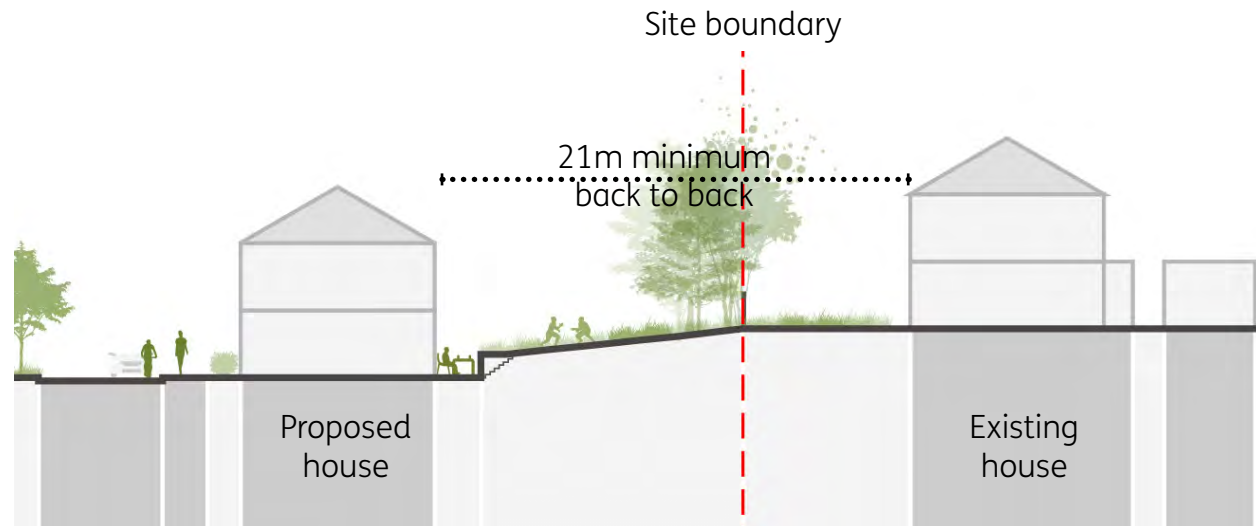 Site boundary
21m minimum
back to back
Proposed
house
Existing
house